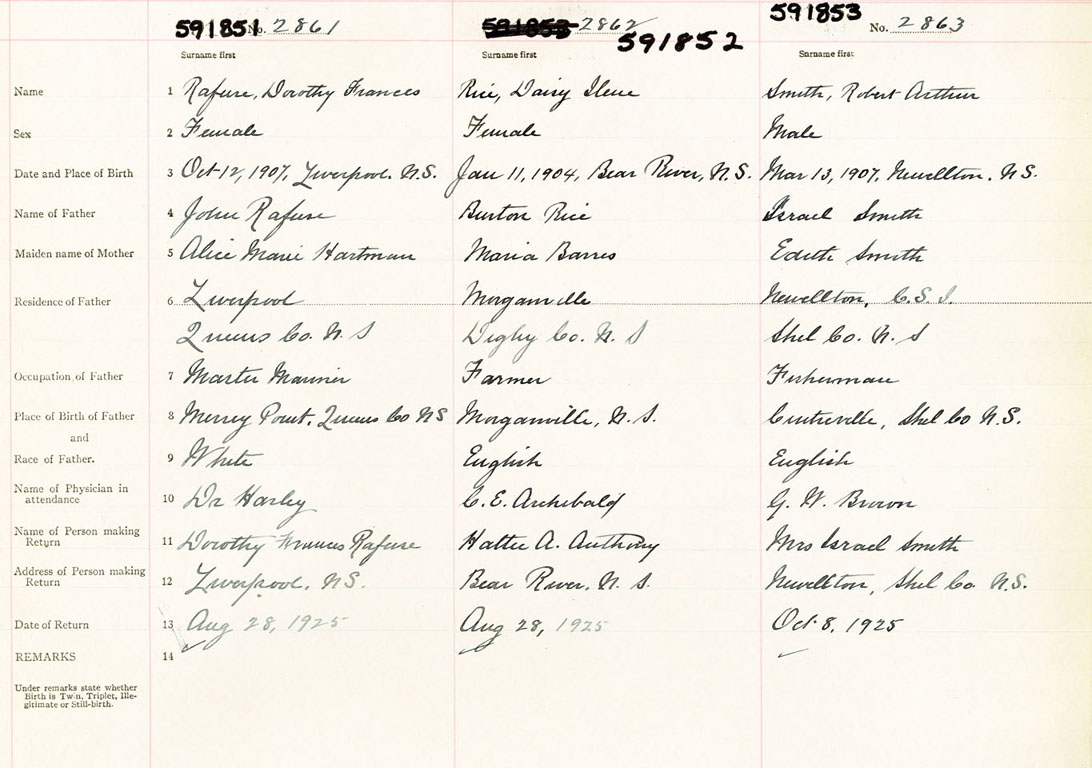 591851 No. 2861 2862 591852 591853 No. 2863
Surname first Surname first Surname first
Name 1 Rafuse, Dorothy Frances Rice, Daisy Ilene Smith, Robert Arthur
Sex 2 Female Female Male
Date and Place of Birth 3 Oct 12, 1907, Liverpool. N.S. Jan 11, 1904, Bear River, N.S. Mar 13, 1907, Newellton. N.S.
Name of Father 4 John Rafuse Burton Rice Israel Smith
Maiden name of Mother 5 Alice Marie Hartman Maria Barres Edith Smith
Residence of Father 6 Liverpool Morganville Newellton, C.S.I.
Queens Co. N.S Digby Co. N.S Shel Co. N.S
Occupation of Father 7 Master Mariner Farmer Fisherman
Place of Birth of Father 8 Mersey Point. Queens Co NS Morganville, N.S. Centreville, Shel Co N.S.
and
Race of Father. 9 White English English
Name of Physician in
attendance 10 Dr Harley C.E. Archibald G. W. Brown
Name of Person making
Return 11 Dorothy Frances Rafuse Hattie A. Anthony Mrs Israel Smith
Address of Person making
Return 12 Liverpool. NS. Bear River. N.S. Newellton, Shel Co. N.S.
Date of Return 13 Aug 28, 1925 Aug 28, 1925 Oct 8, 1925
REMARKS 14
Under remarks state whether
Birth is Twin, Triplet, Ille-
gitimate or Still-birth.